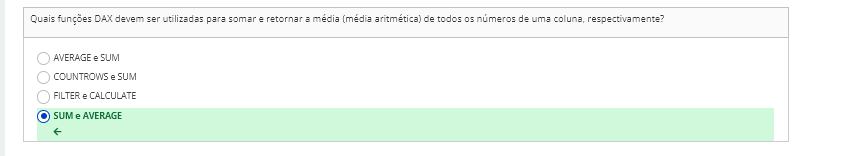 Quais funções DAX devem ser utilizadas para somar e retornar a média (média aritmética) de todos os números de uma coluna, respectivamente?
AVERAGE e SUM
COUNTROWS e SUM
FILTER e CALCULATE
SUM e AVERAGE
←